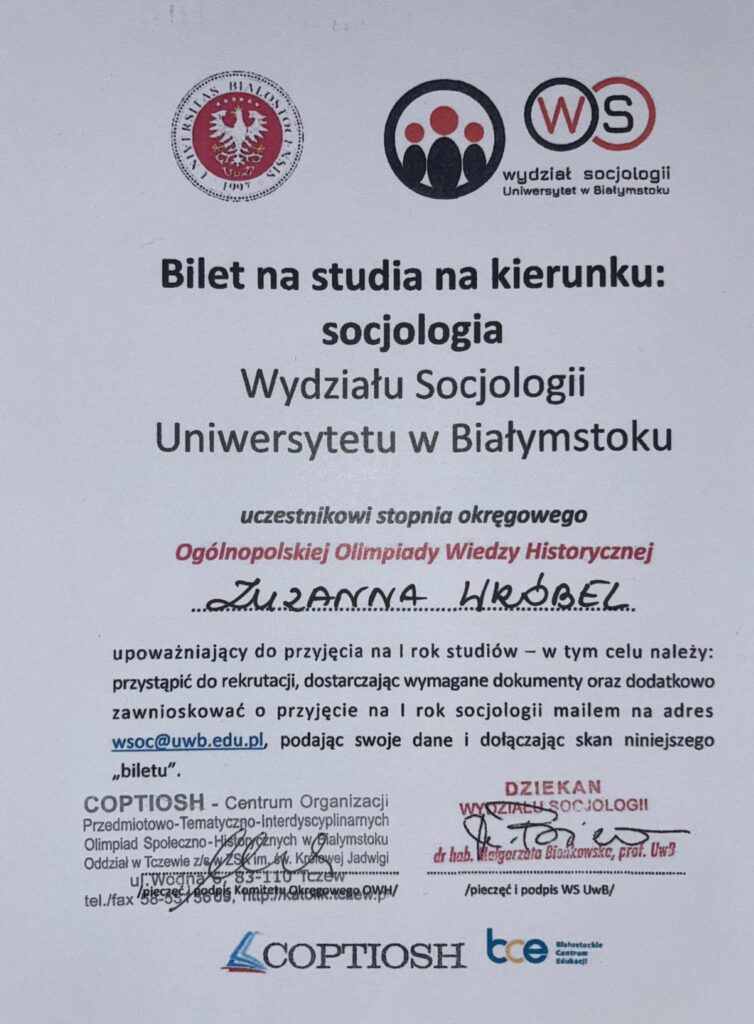 UNIVERSITAS BIALOSTOCENSIS
1997
WS
wydział socjologii
Uniwersytet w Białymstoku
Bilet na studia na kierunku:
socjologia
Wydziału Socjologii
Uniwersytetu w Białymstoku
uczestnikowi stopnia okręgowego
Ogólnopolskiej Olimpiady Wiedzy Historycznej
ZUZANNA WRÓBEL
upoważniający do przyjęcia na I rok studiów – w tym celu należy:
przystąpić do rekrutacji, dostarczając wymagane dokumenty oraz dodatkowo
zawnioskować o przyjęcie na I rok socjologii mailem na adres
wsoc@uwb.edu.pl, podając swoje dane i dołączając skan niniejszego
„biletu”.
COPTIOSH - Centrum Organizacji
Przedmiotowo-Tematyczno-Interdyscyplinarnych
Olimpiad Społeczno-Historycznych w Białymstoku
Oddział w Tczewie z/s w ZSK im. św. Królowej Jadwigi
ul. Wodna 6, 83-110 Tczew
/pieczęć i podpis Komitetu Okręgowego OWH/
tel./fax
DZIEKAN
WYDZIAŁU SOCJOLOGII
dr hab. Małgorzata Bieńkowska, prof. UwB
/pieczęć i podpis WS UwB/
COPTIOSH
bce Białostockie
Centrum
Edukacji